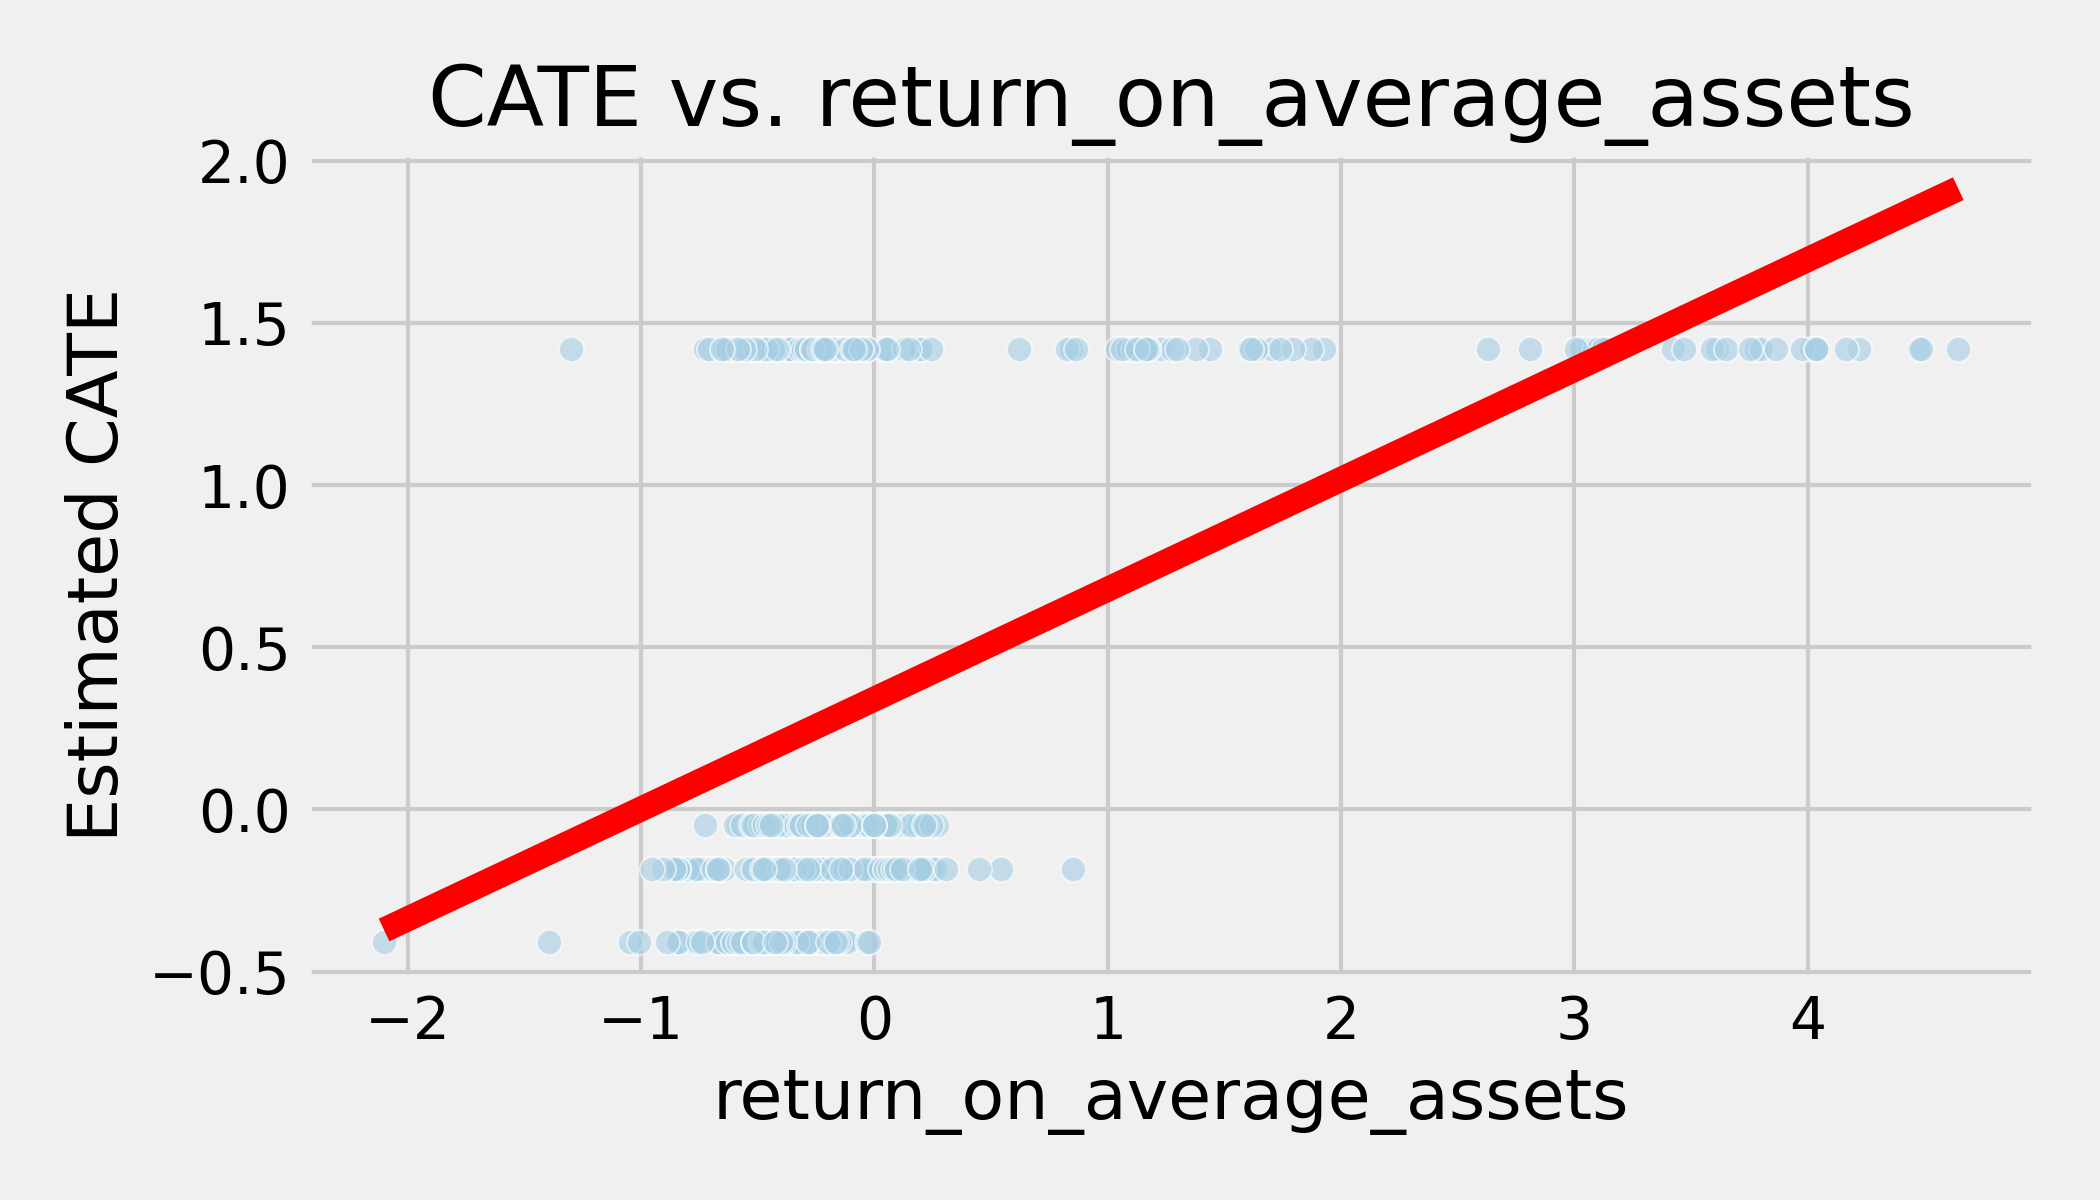 CATE vs. return_on_average_assets
2.0
1.5
1.0
0.5
0.0
−0.5
Estimated CATE
−2 −1 0 1 2 3 4
return_on_average_assets